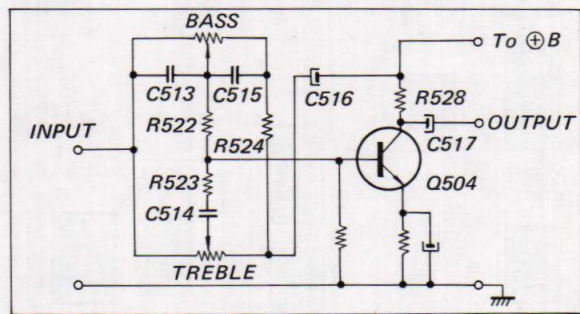 BASS
To ⊕B
C513
C515
C516
R528
INPUT
R522
OUTPUT
R524
C517
R523
Q504
C514
TREBLE